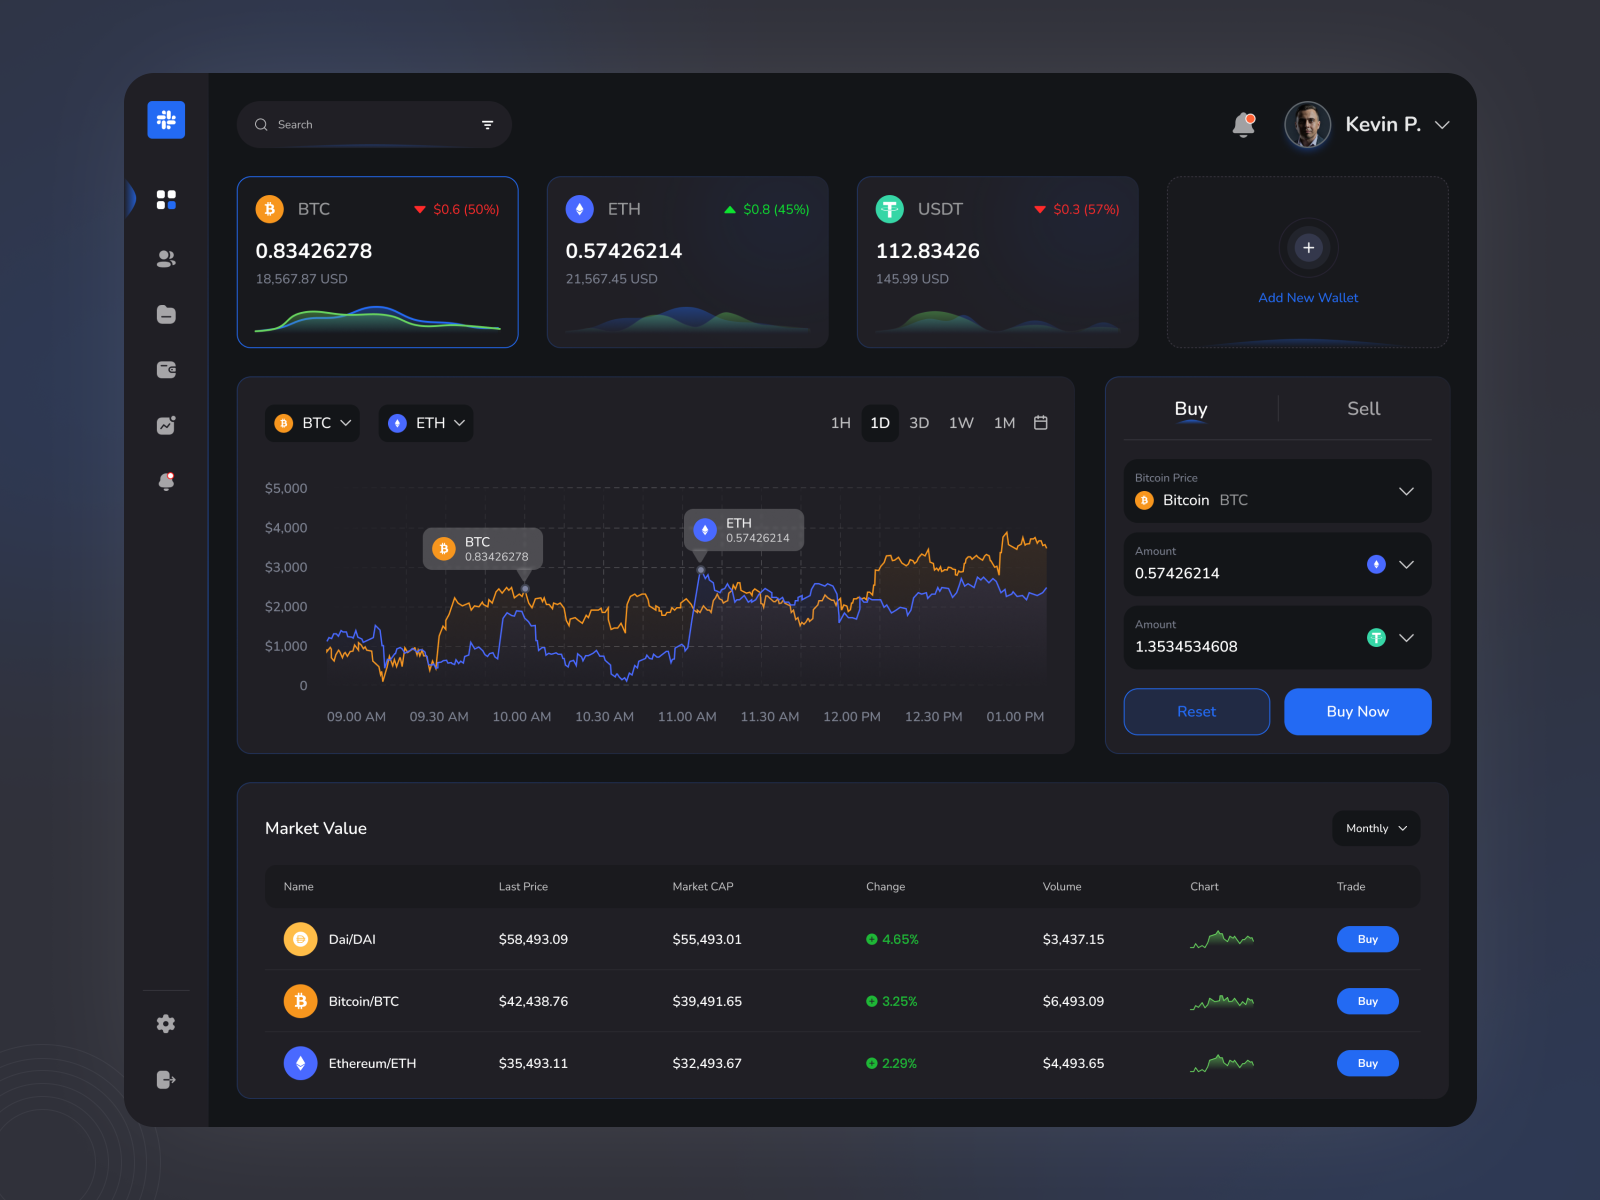 Search
Kevin P.
BTC
$0.6 (50%)
0.83426278
18,567.87 USD
ETH
$0.8 (45%)
0.57426214
21,567.45 USD
USDT
$0.3 (57%)
112.83426
145.99 USD
Add New Wallet
BTC
ETH
1H 1D 3D 1W 1M
$5,000
$4,000
$3,000
$2,000
$1,000
0
BTC
0.83426278
ETH
0.57426214
09.00 AM 09.30 AM 10.00 AM 10.30 AM 11.00 AM 11.30 AM 12.00 PM 12.30 PM 01.00 PM
Buy Sell
Bitcoin Price
Bitcoin BTC
Amount
0.57426214
Amount
1.3534534608
Reset Buy Now
Market Value
Monthly
Name Last Price Market CAP Change Volume Chart Trade
Dai/DAI $58,493.09 $55,493.01 4.65% $3,437.15 Buy
Bitcoin/BTC $42,438.76 $39,491.65 3.25% $6,493.09 Buy
Ethereum/ETH $35,493.11 $32,493.67 2.29% $4,493.65 Buy